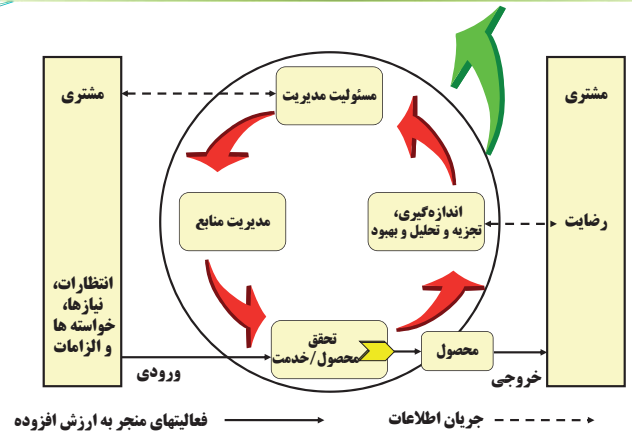 مشتری
مسئولیت مدیریت
مشتری
مدیریت منابع
اندازه‌گیری،
تجزیه و تحلیل و بهبود
رضایت
انتظارات،
نیازها،
خواسته ها
و الزامات
تحقق
محصول/خدمت
محصول
ورودی
خروجی
جریان اطلاعات
فعالیتهای منجر به ارزش افزوده